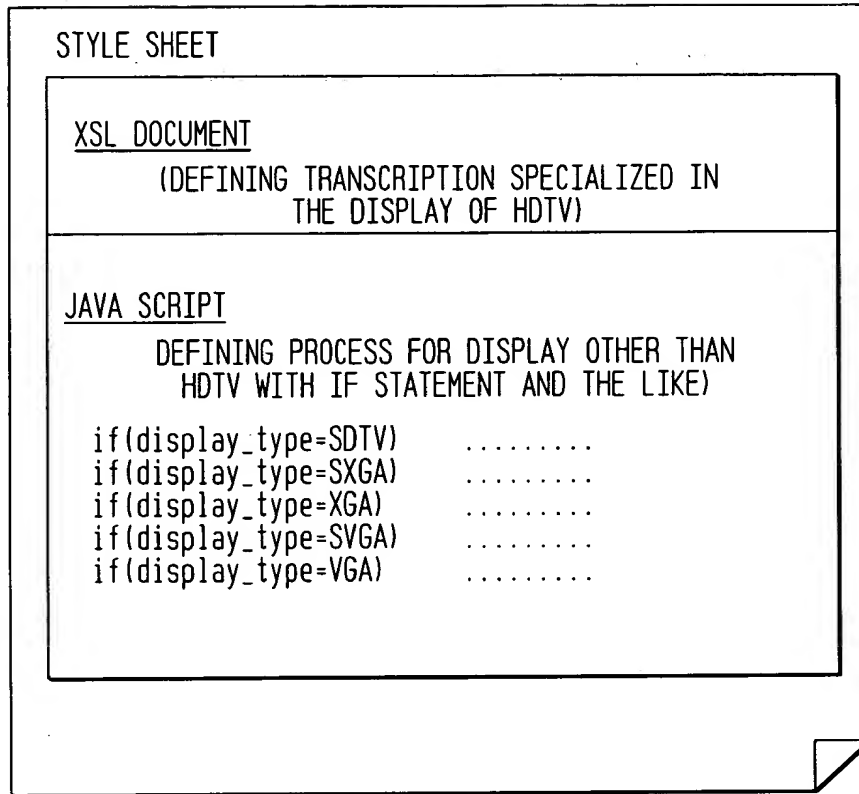 STYLE SHEET
XSL DOCUMENT
(DEFINING TRANSCRIPTION SPECIALIZED IN
THE DISPLAY OF HDTV)
JAVA SCRIPT
DEFINING PROCESS FOR DISPLAY OTHER THAN
HDTV WITH IF STATEMENT AND THE LIKE)
if(display_type=SDTV) .........
if(display_type=SXGA) .........
if(display_type=XGA) .........
if(display_type=SVGA) .........
if(display_type=VGA) .........